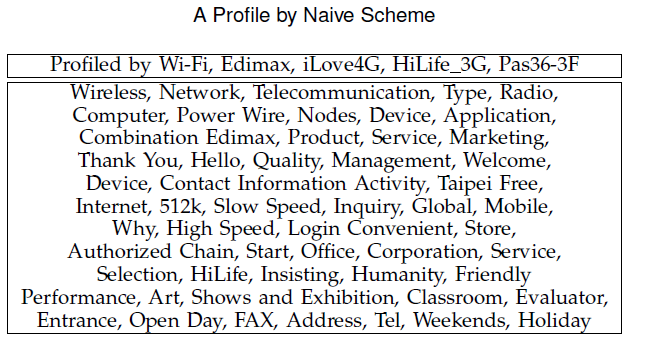 A Profile by Naive Scheme
Profiled by Wi-Fi, Edimax, iLove4G, HiLife_3G, Pas36-3F
Wireless, Network, Telecommunication, Type, Radio,
Computer, Power Wire, Nodes, Device, Application,
Combination Edimax, Product, Service, Marketing,
Thank You, Hello, Quality, Management, Welcome,
Device, Contact Information Activity, Taipei Free,
Internet, 512k, Slow Speed, Inquiry, Global, Mobile,
Why, High Speed, Login Convenient, Store,
Authorized Chain, Start, Office, Corporation, Service,
Selection, HiLife, Insisting, Humanity, Friendly
Performance, Art, Shows and Exhibition, Classroom, Evaluator,
Entrance, Open Day, FAX, Address, Tel, Weekends, Holiday